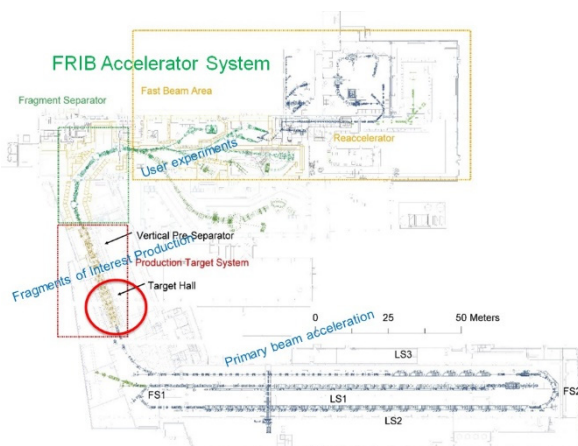 FRIB Accelerator System
Fast Beam Area
Fragment Separator
User experiments
Reaccelerator
Vertical Pre-Separator
Fragments of Interest Production
Production Target System
Target Hall
0 25 50 Meters
Primary beam acceleration
LS3
FS1
LS1
FS2
LS2